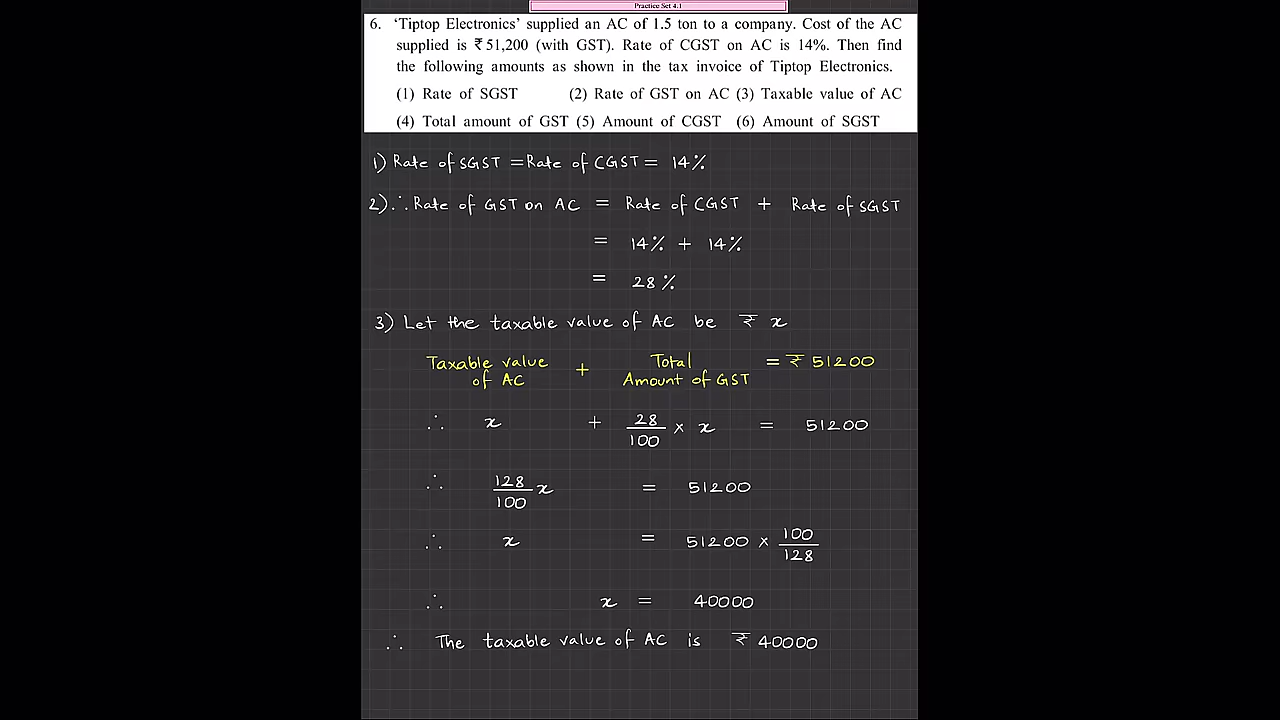 Practice Set 4.1
6. ‘Tiptop Electronics’ supplied an AC of 1.5 ton to a company. Cost of the AC
supplied is ₹ 51,200 (with GST). Rate of CGST on AC is 14%. Then find
the following amounts as shown in the tax invoice of Tiptop Electronics.
(1) Rate of SGST (2) Rate of GST on AC (3) Taxable value of AC
(4) Total amount of GST (5) Amount of CGST (6) Amount of SGST
1) Rate of SGST = Rate of CGST = 14%
2) ∴ Rate of GST on AC = Rate of CGST + Rate of SGST
= 14% + 14%
= 28%
3) Let the taxable value of AC be ₹ x
Taxable value of AC + Total Amount of GST = ₹ 51200
∴ x + 28/100 × x = 51200
∴ 128/100 x = 51200
∴ x = 51200 × 100/128
∴ x = 40000
∴ The taxable value of AC is ₹ 40000